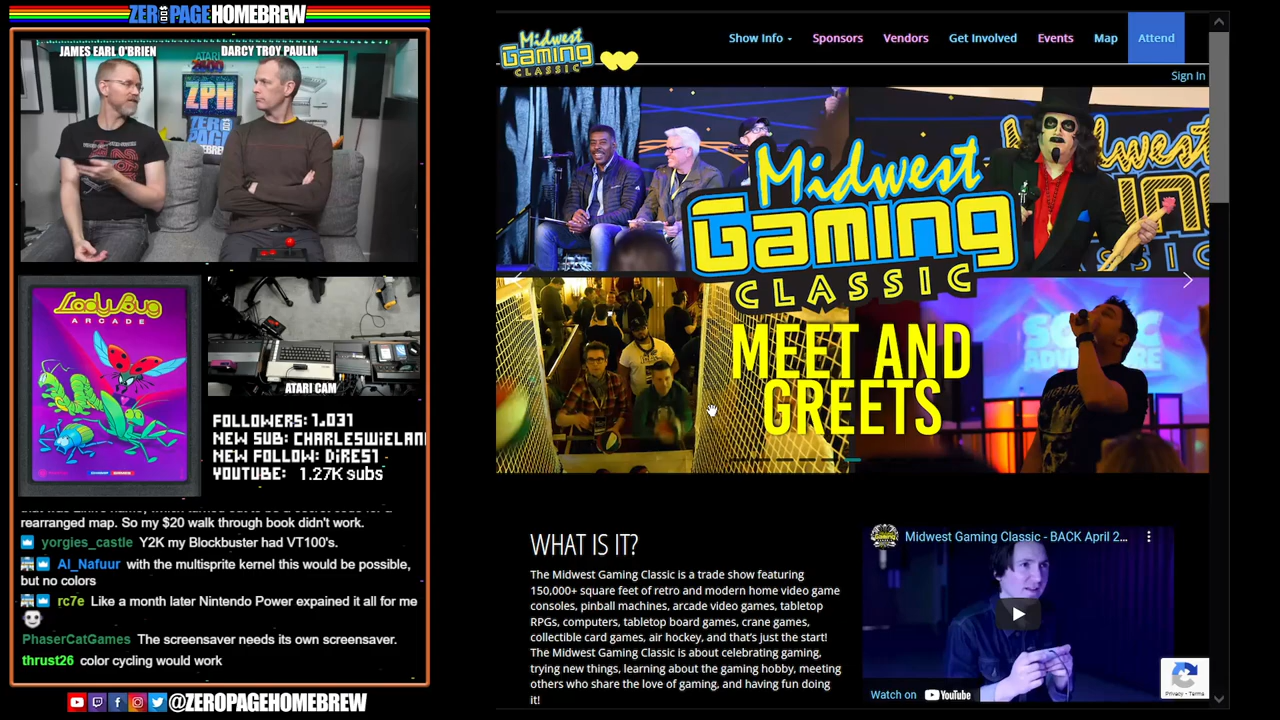 ZEROPAGE HOMEBREW
JAMES EARL O'BRIEN
DARCY TROY PAULIN
ATARI
ZPH
LadyBug
ARCADE
ATARI CAM
FOLLOWERS: 1,031
NEW SUB: CHARLESWIELAN
NEW FOLLOW: DIRES1
YOUTUBE: 1.27K subs
rearranged map. So my $20 walk through book didn't work.
yorgies_castle Y2K my Blockbuster had VT100's.
Al_Nafuur with the multisprite kernel this would be possible,
but no colors
rc7e Like a month later Nintendo Power expained it all for me
PhaserCatGames The screensaver needs its own screensaver.
thrust26 color cycling would work
@ZEROPAGEHOMEBREW
Midwest
Gaming
CLASSIC
Show Info
Sponsors
Vendors
Get Involved
Events
Map
Attend
Sign In
Midwest
Gaming
CLASSIC
MEET AND
GREETS
WHAT IS IT?
The Midwest Gaming Classic is a trade show featuring
150,000+ square feet of retro and modern home video game
consoles, pinball machines, arcade video games, tabletop
RPGs, computers, tabletop board games, crane games,
collectible card games, air hockey, and that's just the start!
The Midwest Gaming Classic is about celebrating gaming,
trying new things, learning about the gaming hobby, meeting
others who share the love of gaming, and having fun doing
it!
Midwest Gaming Classic - BACK April 2...
Watch on YouTube
Privacy - Terms